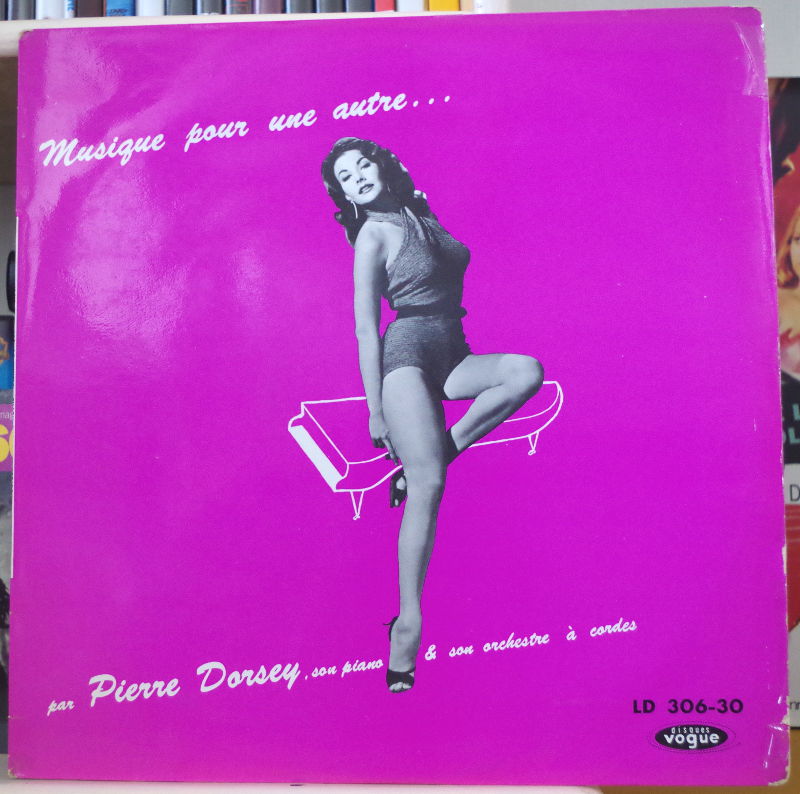 Musique pour une autre...
par Pierre Dorsey, son piano & son orchestre à cordes
LD 306-30
disques
vogue